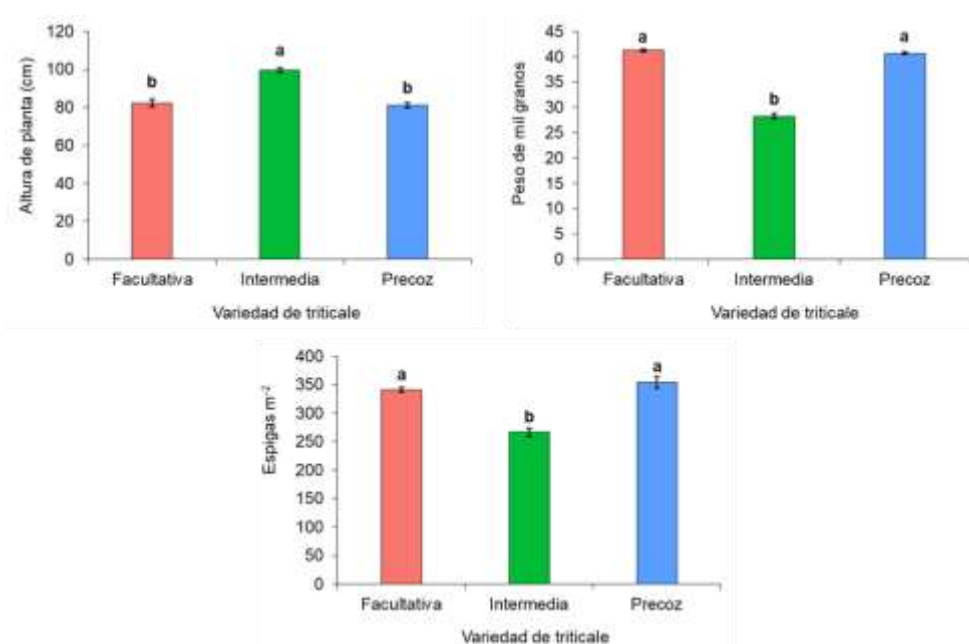 Altura de planta (cm)
120
100
80
60
40
20
0
b
a
b
Facultativa
Intermedia
Precoz
Variedad de triticale
Peso de mil granos
45
40
35
30
25
20
15
10
5
0
a
b
a
Facultativa
Intermedia
Precoz
Variedad de triticale
Espigas m⁻²
400
350
300
250
200
150
100
50
0
a
b
a
Facultativa
Intermedia
Precoz
Variedad de triticale